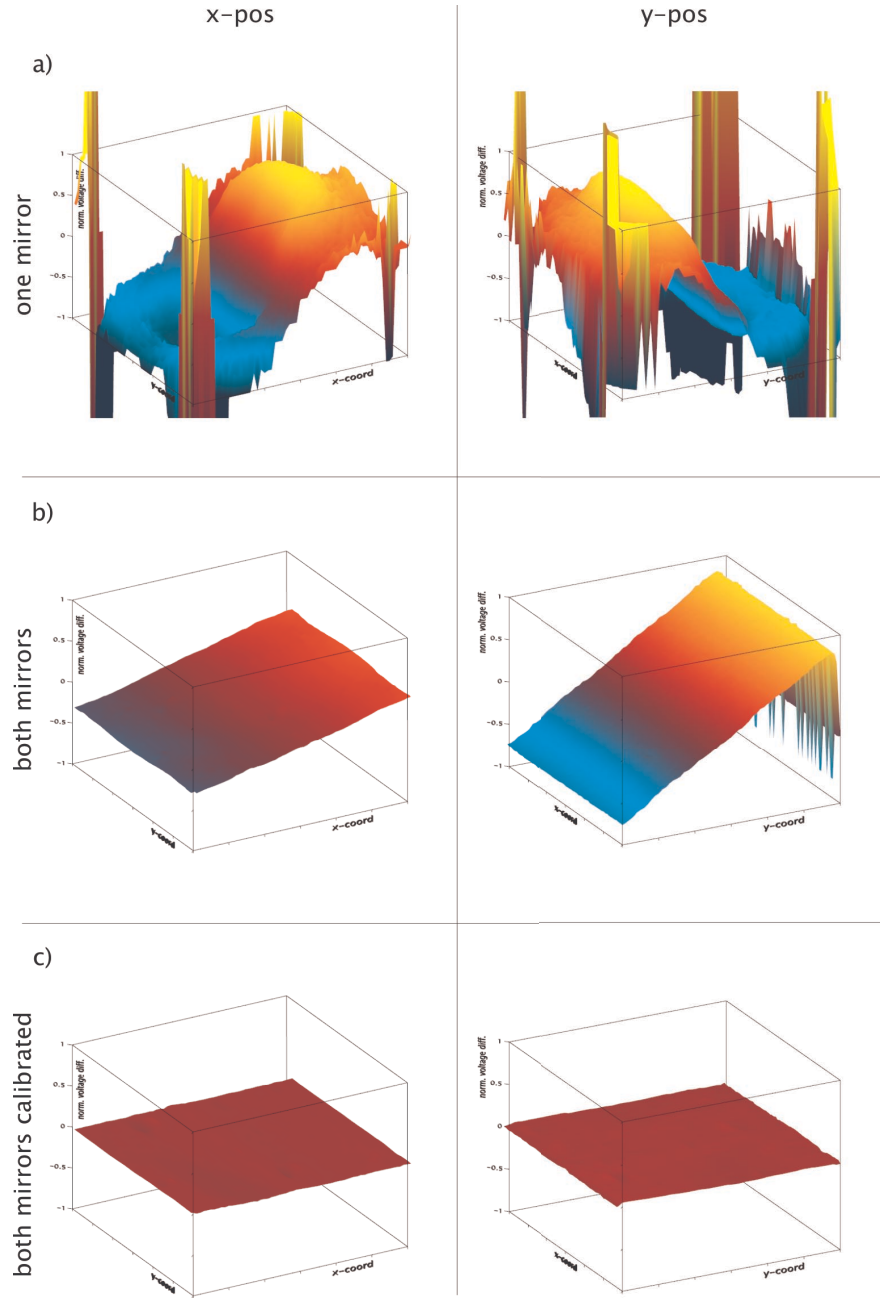 x-pos
y-pos
a)
one mirror
1
0.5
0
-0.5
-1
norm. voltage diff.
y-coord
x-coord
1
0.5
0
-0.5
-1
norm. voltage diff.
x-coord
y-coord
b)
both mirrors
1
0.5
0
-0.5
-1
norm. voltage diff.
y-coord
x-coord
1
0.5
0
-0.5
-1
norm. voltage diff.
x-coord
y-coord
c)
both mirrors calibrated
1
0.5
0
-0.5
-1
norm. voltage diff.
y-coord
x-coord
1
0.5
0
-0.5
-1
norm. voltage diff.
x-coord
y-coord